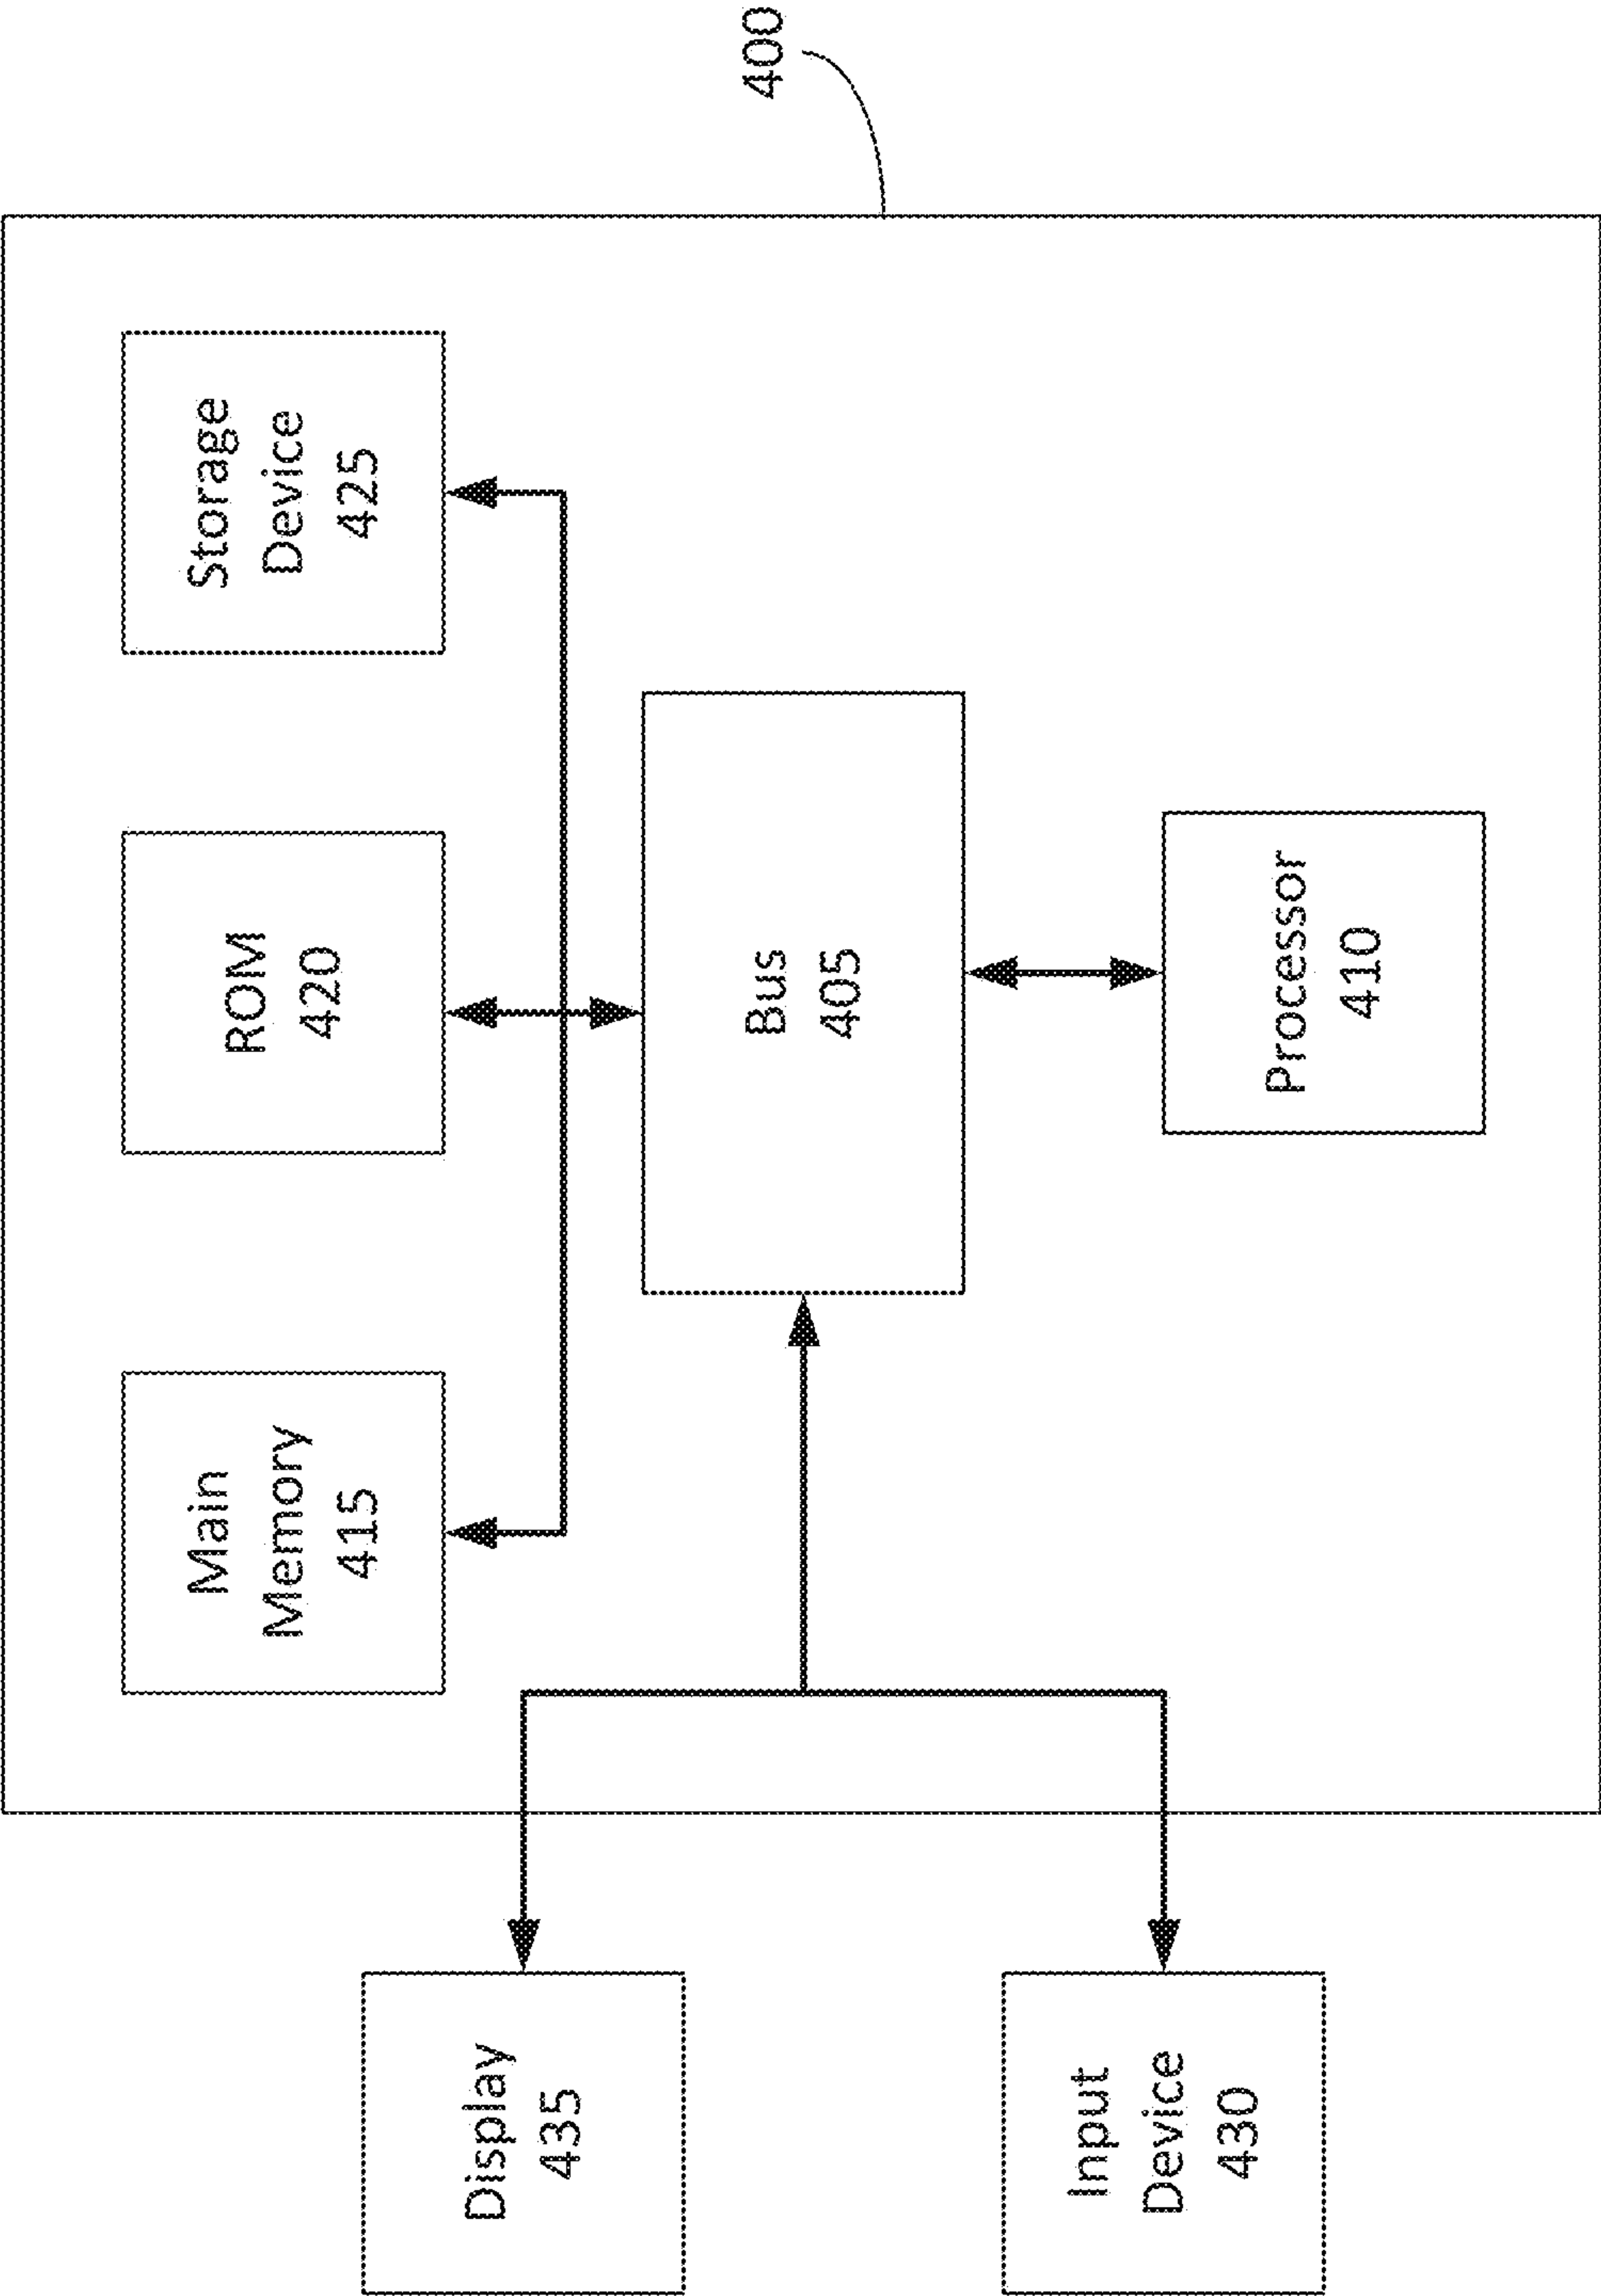 400
Main
Memory
415
ROM
420
Storage
Device
425
Display
435
Bus
405
Input
Device
430
Processor
410